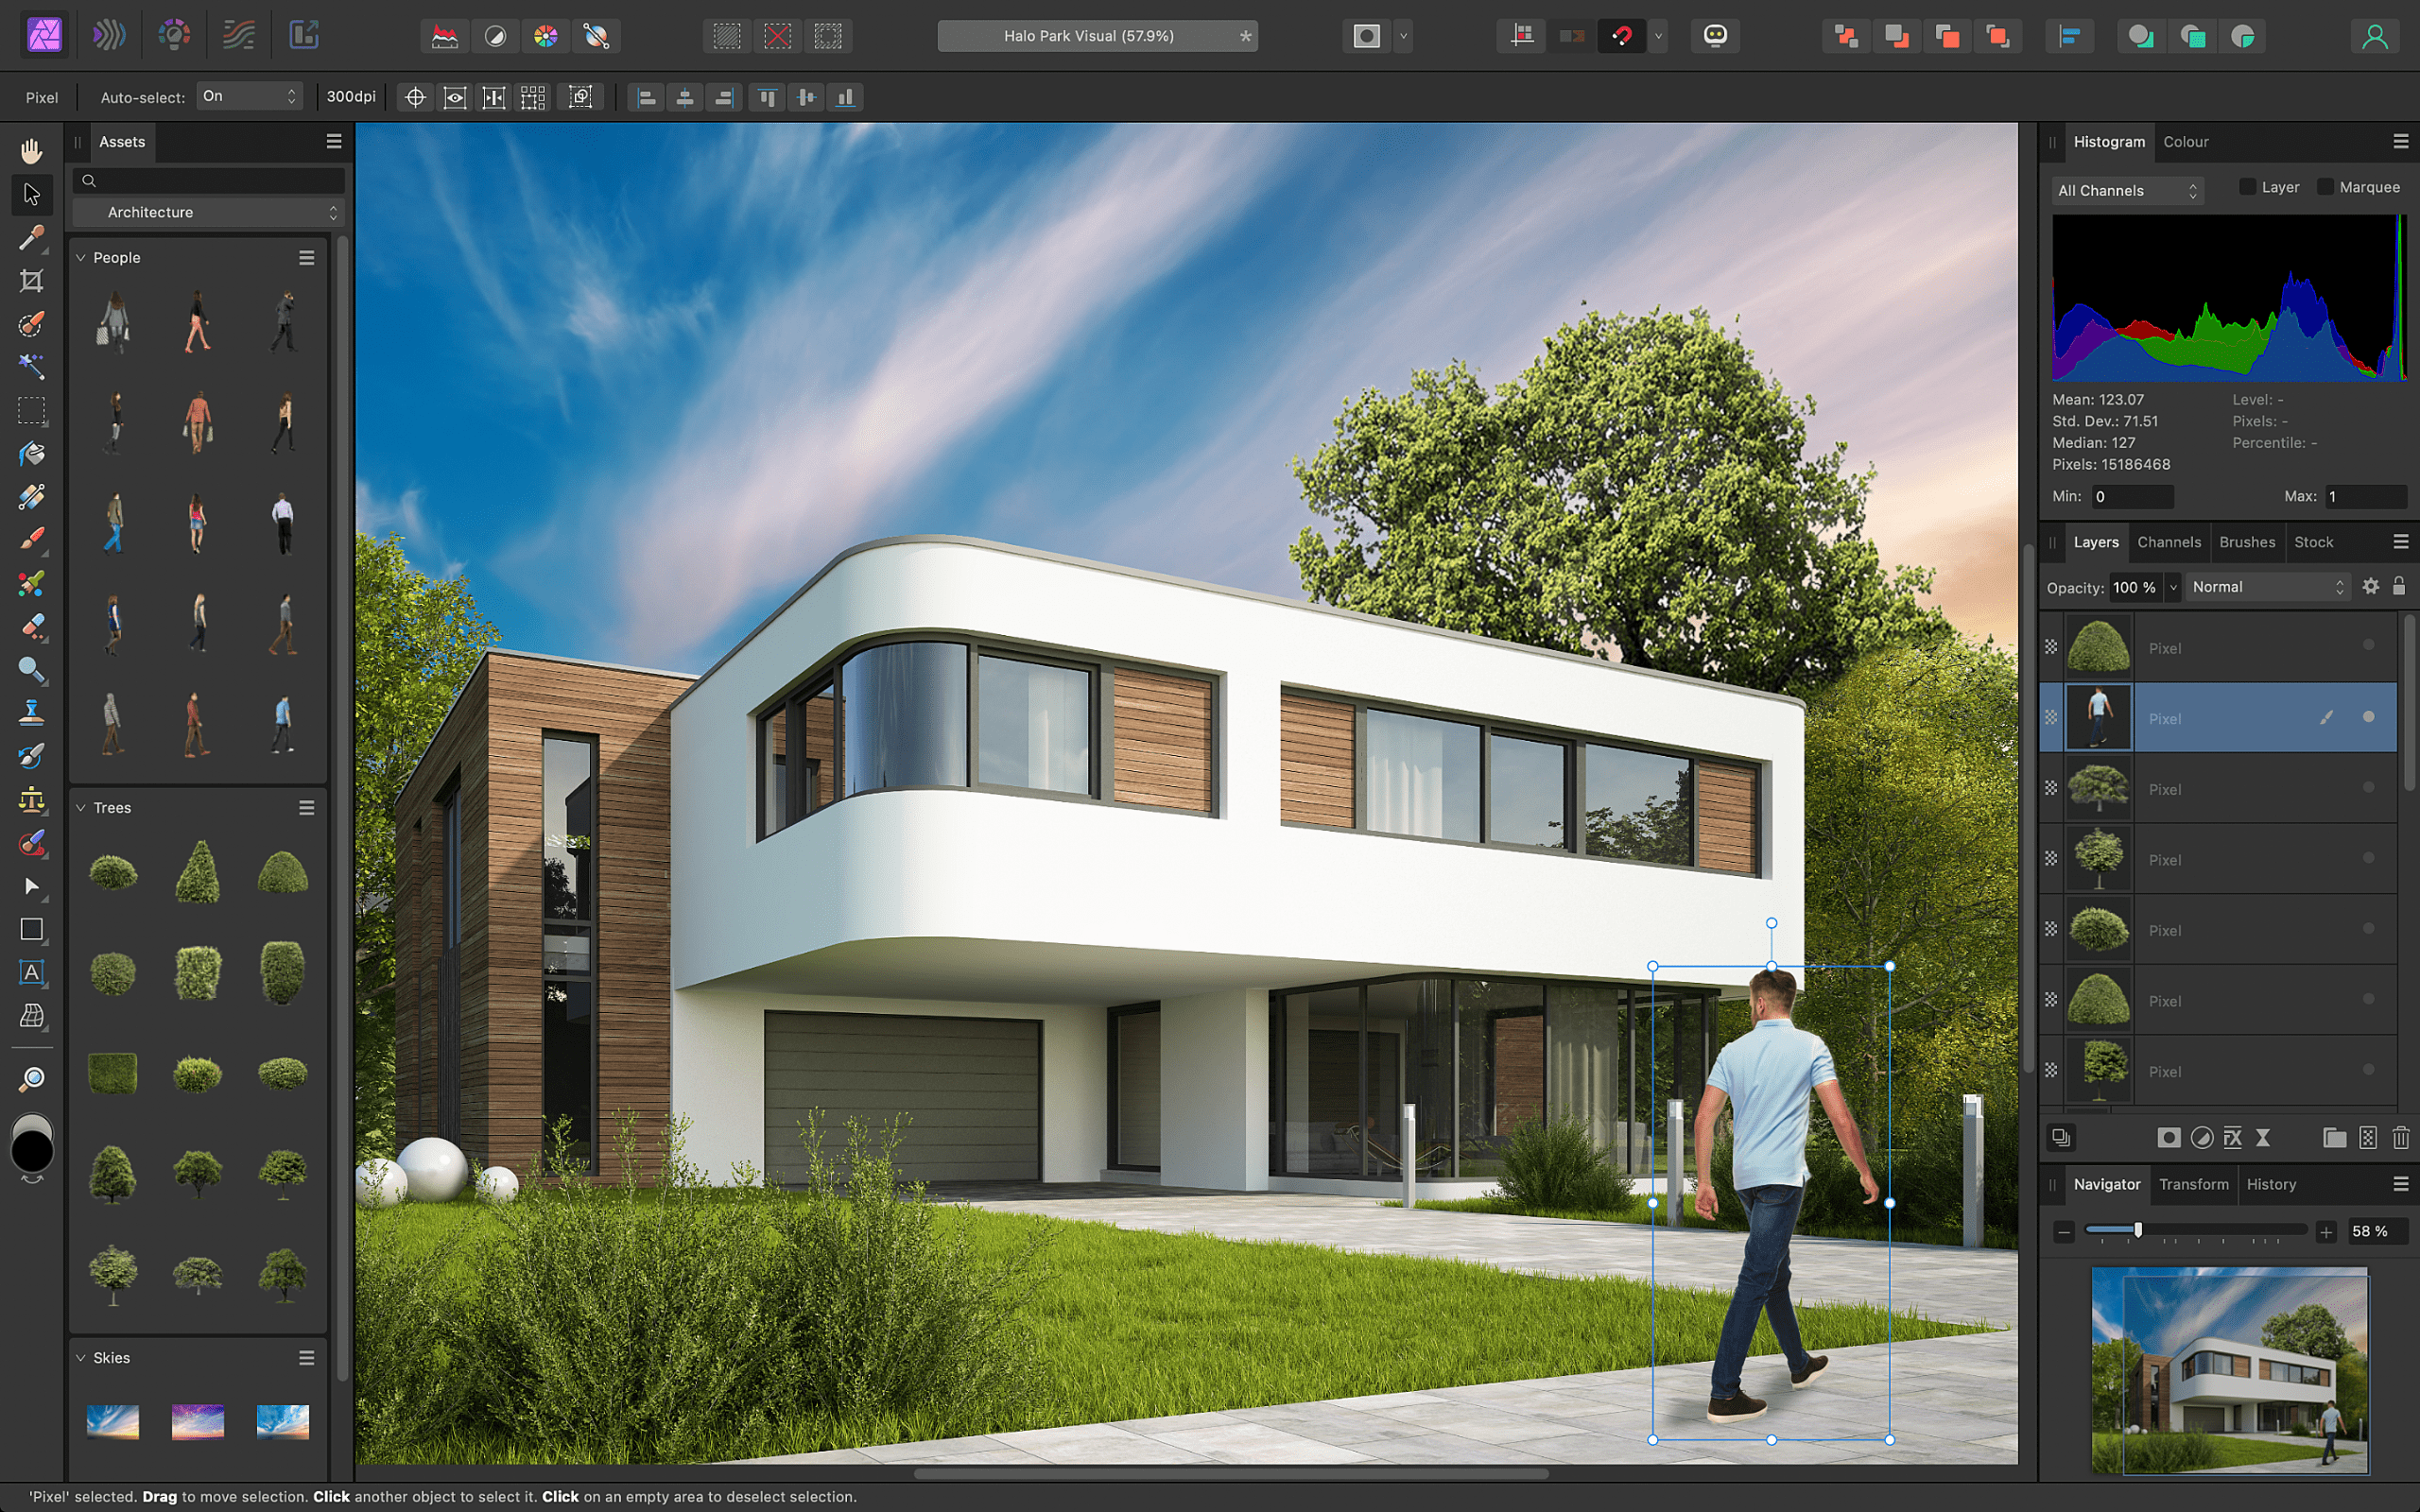 Halo Park Visual (57.9%)
*
Pixel
Auto-select:
On
300dpi
Assets
Architecture
People
Trees
Skies
A
Histogram
Colour
All Channels
Layer
Marquee
Mean: 123.07
Level: -
Std. Dev.: 71.51
Pixels: -
Median: 127
Percentile: -
Pixels: 15186468
Min: 0
Max: 1
Layers
Channels
Brushes
Stock
Opacity: 100 %
Normal
Pixel
Pixel
Pixel
Pixel
Pixel
Pixel
Pixel
FX
Navigator
Transform
History
58 %
'Pixel' selected. Drag to move selection. Click another object to select it. Click on an empty area to deselect selection.